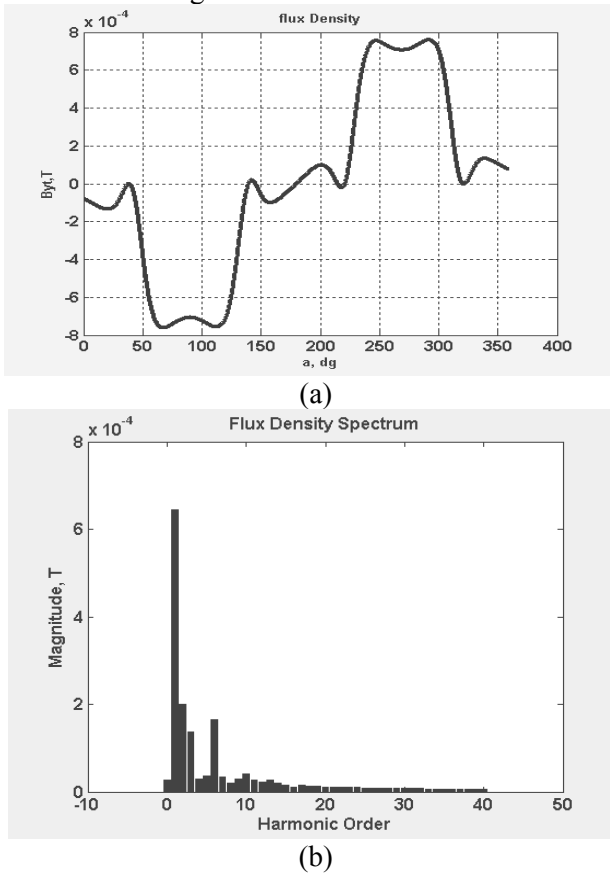 x 10-4
flux Density
8
6
4
2
0
-2
-4
-6
-8
Byt,T
0 50 100 150 200 250 300 350 400
a, dg
(a)
x 10-4
Flux Density Spectrum
8
6
4
2
0
Magnitude, T
-10 0 10 20 30 40 50
Harmonic Order
(b)